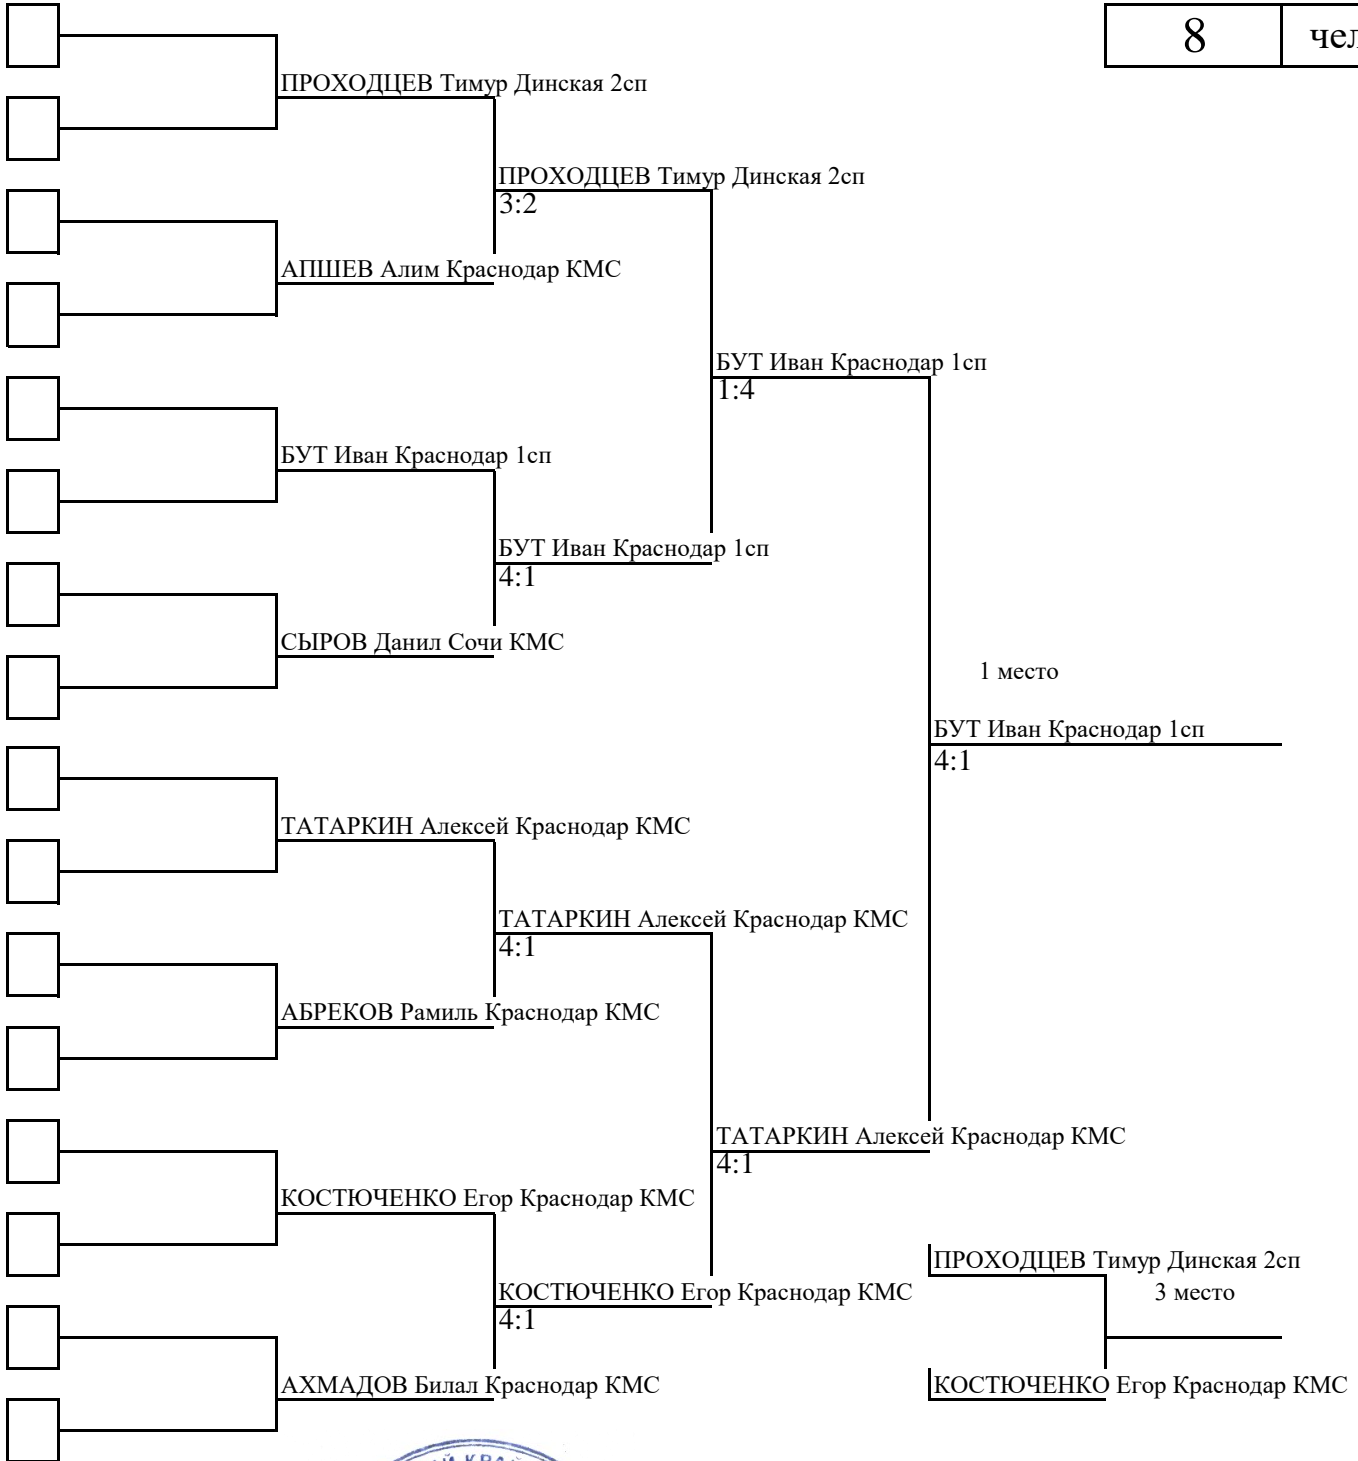 8 чел
ПРОХОДЦЕВ Тимур Динская 2сп
ПРОХОДЦЕВ Тимур Динская 2сп
3:2
АПШЕВ Алим Краснодар КМС
БУТ Иван Краснодар 1сп
1:4
БУТ Иван Краснодар 1сп
БУТ Иван Краснодар 1сп
4:1
СЫРОВ Данил Сочи КМС
1 место
БУТ Иван Краснодар 1сп
4:1
ТАТАРКИН Алексей Краснодар КМС
ТАТАРКИН Алексей Краснодар КМС
4:1
АБРЕКОВ Рамиль Краснодар КМС
ТАТАРКИН Алексей Краснодар КМС
4:1
КОСТЮЧЕНКО Егор Краснодар КМС
ПРОХОДЦЕВ Тимур Динская 2сп
3 место
КОСТЮЧЕНКО Егор Краснодар КМС
4:1
АХМАДОВ Билал Краснодар КМС
КОСТЮЧЕНКО Егор Краснодар КМС